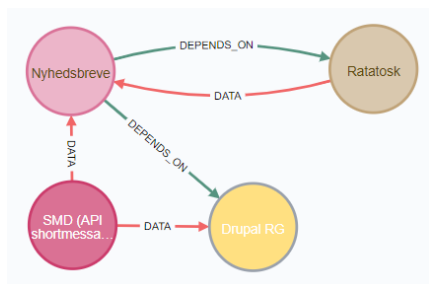 DEPENDS_ON
Nyhedsbreve
Ratatosk
DATA
DEPENDS_ON
DATA
SMD (API
shortmessa...
DATA
Drupal RG